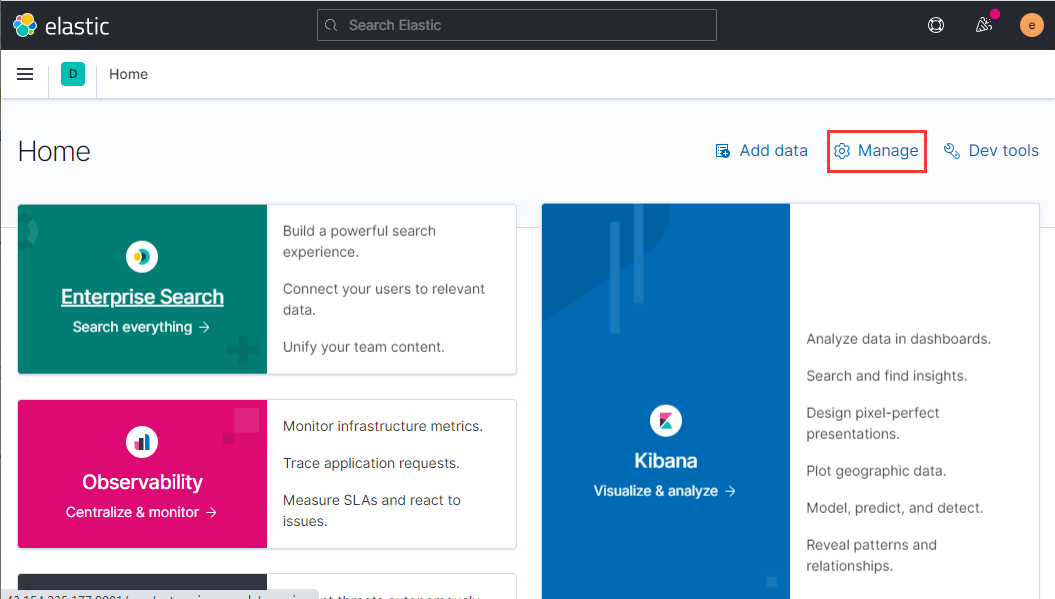 elastic
Search Elastic
e
D
Home
Home
Add data
Manage
Dev tools
Enterprise Search
Search everything →
Build a powerful search
experience.
Connect your users to relevant
data.
Unify your team content.
Observability
Centralize & monitor →
Monitor infrastructure metrics.
Trace application requests.
Measure SLAs and react to
issues.
Kibana
Visualize & analyze →
Analyze data in dashboards.
Search and find insights.
Design pixel-perfect
presentations.
Plot geographic data.
Model, predict, and detect.
Reveal patterns and
relationships.
threats autonomously